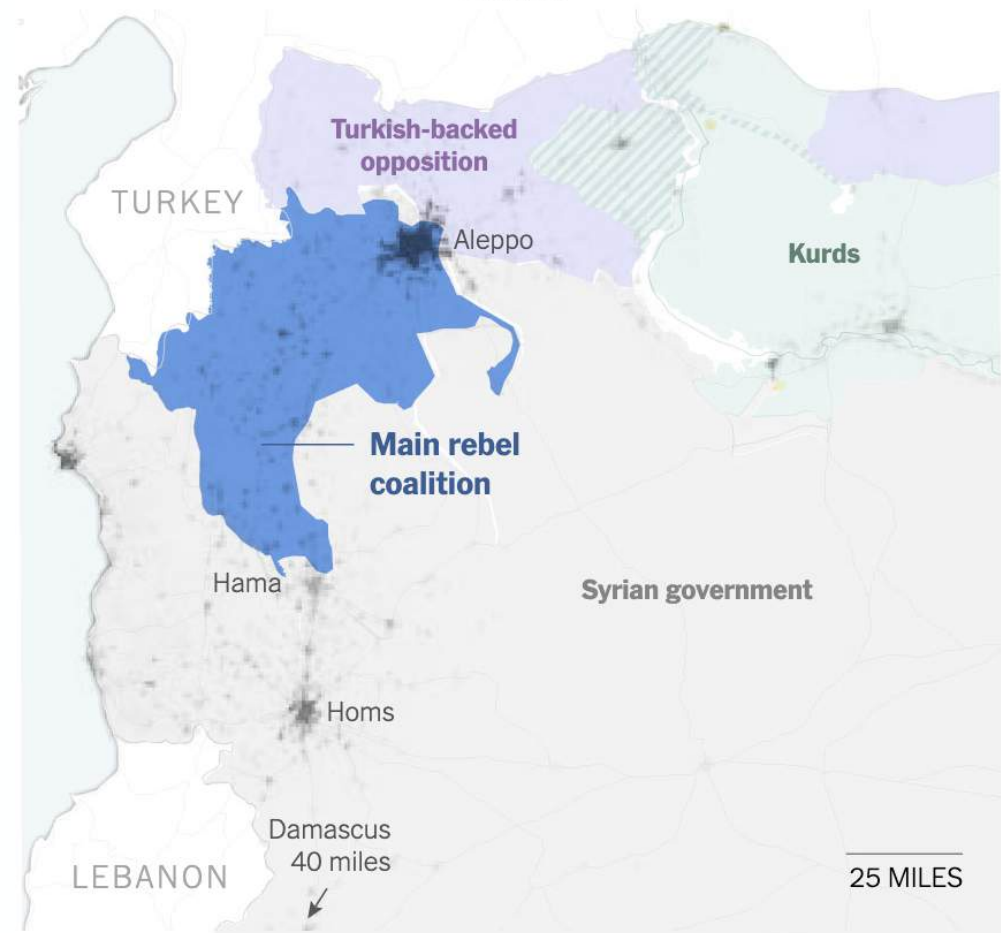 Turkish-backed
opposition
TURKEY
Aleppo
Kurds
Main rebel
coalition
Hama
Syrian government
Homs
Damascus
40 miles
LEBANON
25 MILES